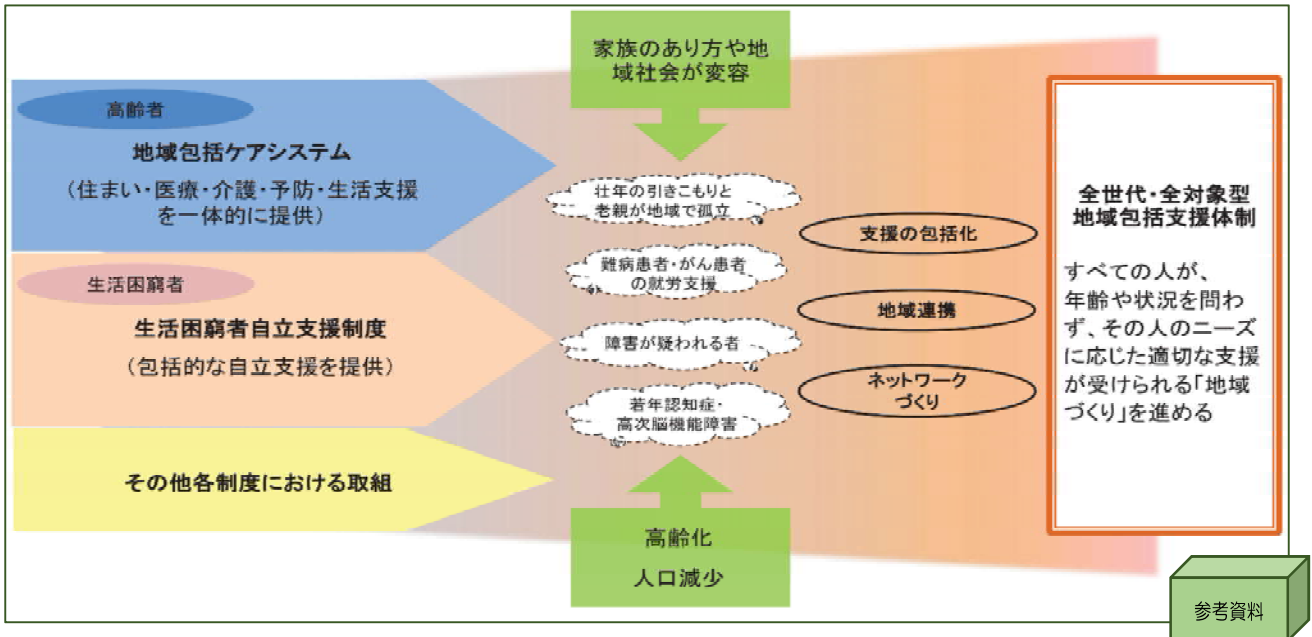 家族のあり方や地
域社会が変容
高齢者
地域包括ケアシステム
（住まい・医療・介護・予防・生活支援
を一体的に提供）
生活困窮者
生活困窮者自立支援制度
（包括的な自立支援を提供）
その他各制度における取組
壮年の引きこもりと
老親が地域で孤立
難病患者・がん患者
の就労支援
障害が疑われる者
若年認知症・
高次脳機能障害
高齢化
人口減少
支援の包括化
地域連携
ネットワーク
づくり
全世代・全対象型
地域包括支援体制
すべての人が、
年齢や状況を問わ
ず、その人のニーズ
に応じた適切な支援
が受けられる「地域
づくり」を進める
参考資料